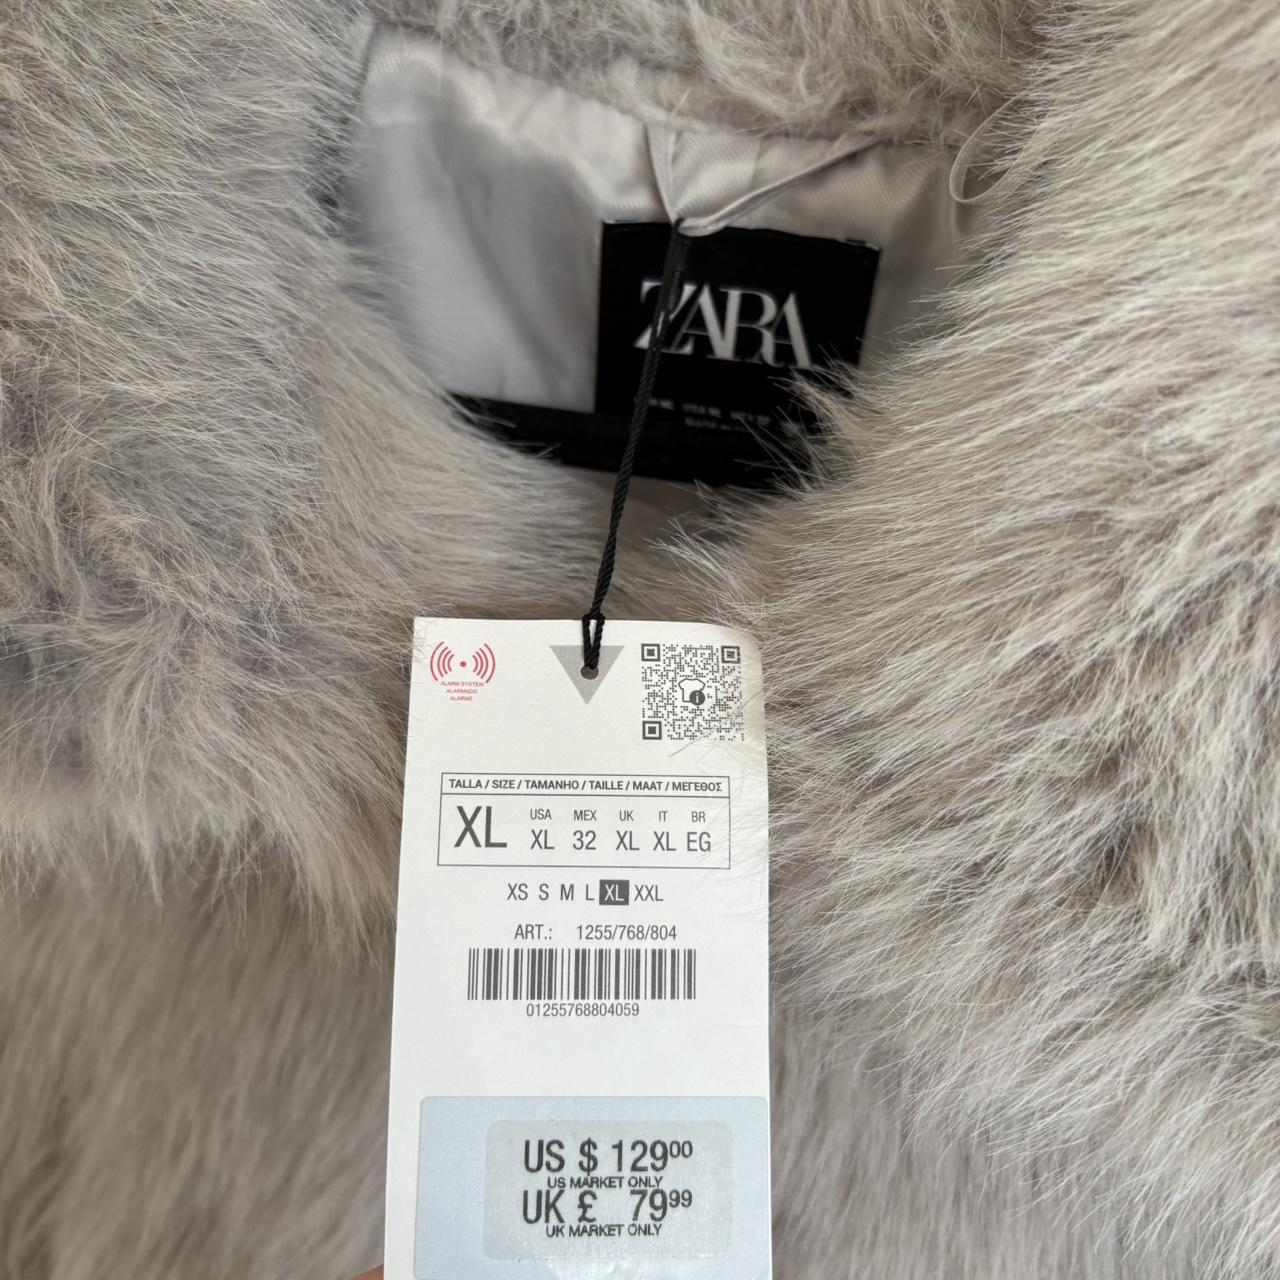 ZARA
ALARM SYSTEM
ALARMADO
ALARME
TALLA / SIZE / TAMANHO / TAILLE / MAAT / ΜΕΓΕΘΟΣ
XL
USA MEX UK IT BR
XL 32 XL XL EG
XS S M L XL XXL
ART.: 1255/768/804
01255768804059
US $ 12900
US MARKET ONLY
UK £ 7999
UK MARKET ONLY